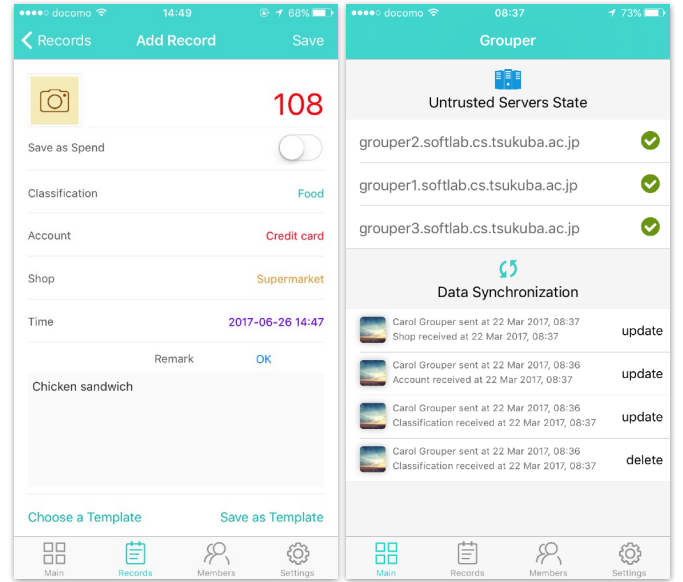 docomo 14:49 68%
Records Add Record Save
108
Save as Spend
Classification Food
Account Credit card
Shop Supermarket
Time 2017-06-26 14:47
Remark OK
Chicken sandwich
Choose a Template Save as Template
Main Records Members Settings
docomo 08:37 73%
Grouper
Untrusted Servers State
grouper2.softlab.cs.tsukuba.ac.jp
grouper1.softlab.cs.tsukuba.ac.jp
grouper3.softlab.cs.tsukuba.ac.jp
Data Synchronization
Carol Grouper sent at 22 Mar 2017, 08:37
Shop received at 22 Mar 2017, 08:37
update
Carol Grouper sent at 22 Mar 2017, 08:36
Account received at 22 Mar 2017, 08:37
update
Carol Grouper sent at 22 Mar 2017, 08:36
Classification received at 22 Mar 2017, 08:37
update
Carol Grouper sent at 22 Mar 2017, 08:36
Classification received at 22 Mar 2017, 08:37
delete
Main Records Members Settings